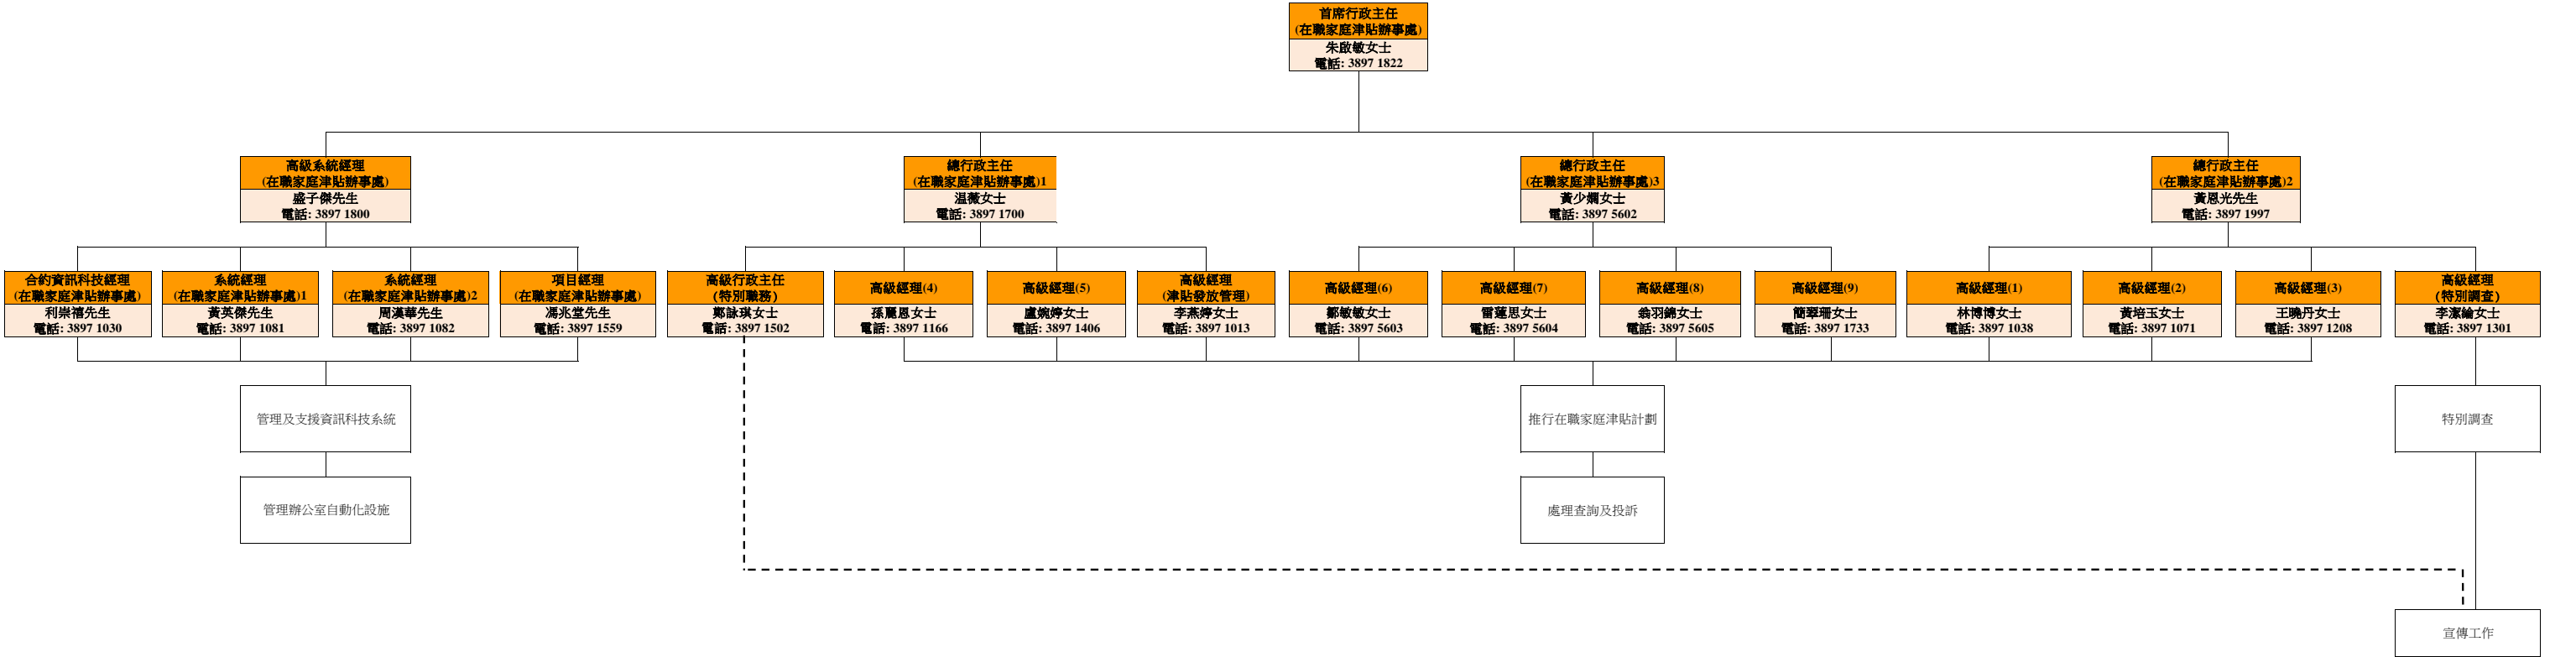 首席行政主任
(在職家庭津貼辦事處)
朱啟敏女士
電話: 3897 1822
高級系統經理
(在職家庭津貼辦事處)
盛子傑先生
電話: 3897 1800
總行政主任
(在職家庭津貼辦事處)1
温薇女士
電話: 3897 1700
總行政主任
(在職家庭津貼辦事處)3
黃少嫻女士
電話: 3897 5602
總行政主任
(在職家庭津貼辦事處)2
黃恩光先生
電話: 3897 1997
合約資訊科技經理
(在職家庭津貼辦事處)
利崇禧先生
電話: 3897 1030
系統經理
(在職家庭津貼辦事處)1
黃英傑先生
電話: 3897 1081
系統經理
(在職家庭津貼辦事處)2
周漢華先生
電話: 3897 1082
項目經理
(在職家庭津貼辦事處)
馮兆堂先生
電話: 3897 1559
高級行政主任
(特別職務)
鄭詠琪女士
電話: 3897 1502
高級經理(4)
孫麗恩女士
電話: 3897 1166
高級經理(5)
盧婉婷女士
電話: 3897 1406
高級經理
(津貼發放管理)
李燕婷女士
電話: 3897 1013
高級經理(6)
鄒敏敏女士
電話: 3897 5603
高級經理(7)
雷蓮思女士
電話: 3897 5604
高級經理(8)
翁羽錦女士
電話: 3897 5605
高級經理(9)
簡翠珊女士
電話: 3897 1733
高級經理(1)
林博博女士
電話: 3897 1038
高級經理(2)
黃培玉女士
電話: 3897 1071
高級經理(3)
王曉丹女士
電話: 3897 1208
高級經理
(特別調查)
李潔綸女士
電話: 3897 1301
管理及支援資訊科技系統
推行在職家庭津貼計劃
特別調查
管理辦公室自動化設施
處理查詢及投訴
宣傳工作